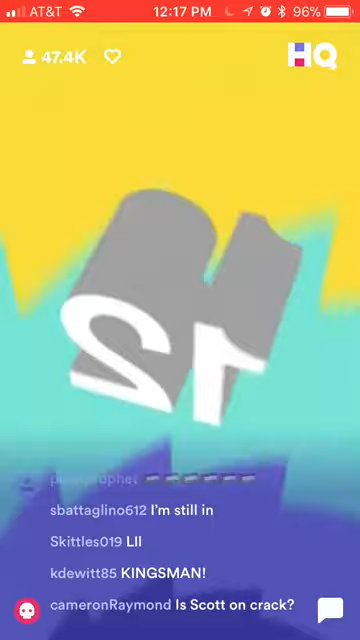 AT&T 12:17 PM 96%
47.4K HQ
12
sbattaglino612 I'm still in
Skittles019 Lll
kdewitt85 KINGSMAN!
cameronRaymond Is Scott on crack?